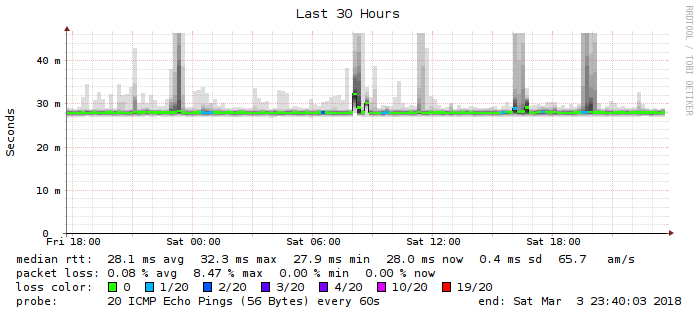 Last 30 Hours
RRDTOOL / TOBI OETIKER
Seconds
40 m
30 m
20 m
10 m
0
Fri 18:00 Sat 00:00 Sat 06:00 Sat 12:00 Sat 18:00
median rtt: 28.1 ms avg 32.3 ms max 27.9 ms min 28.0 ms now 0.4 ms sd 65.7 am/s
packet loss: 0.08 % avg 8.47 % max 0.00 % min 0.00 % now
loss color: 0 1/20 2/20 3/20 4/20 10/20 19/20
probe: 20 ICMP Echo Pings (56 Bytes) every 60s end: Sat Mar 3 23:40:03 2018